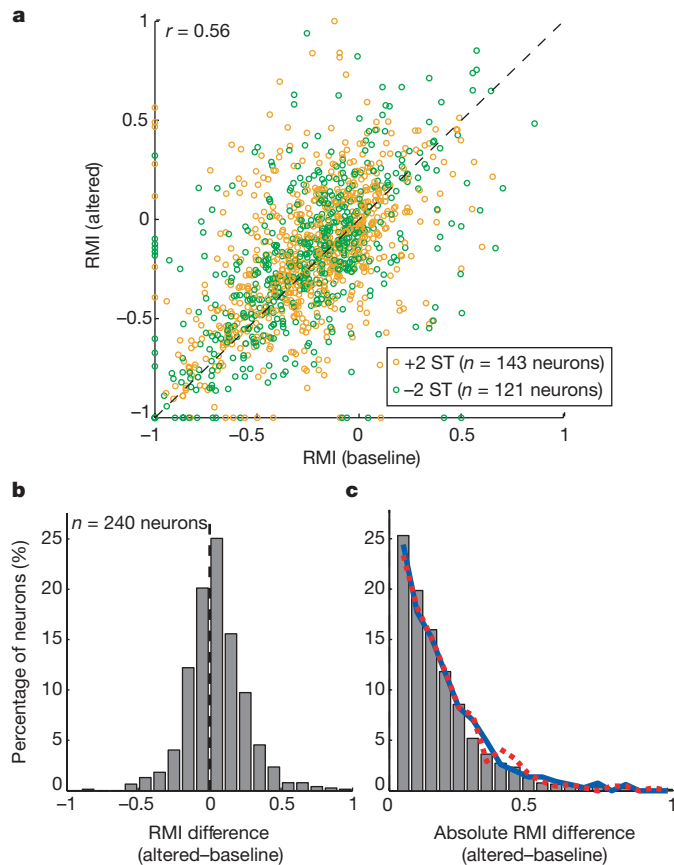 a
r = 0.56
1
0.5
0
−0.5
−1
RMI (altered)
+2 ST (n = 143 neurons)
−2 ST (n = 121 neurons)
−1
−0.5
0
0.5
1
RMI (baseline)
b
n = 240 neurons
25
20
15
10
5
0
Percentage of neurons (%)
−1
−0.5
0
0.5
1
RMI difference
(altered–baseline)
c
25
20
15
10
5
0
0
0.5
1
Absolute RMI difference
(altered–baseline)